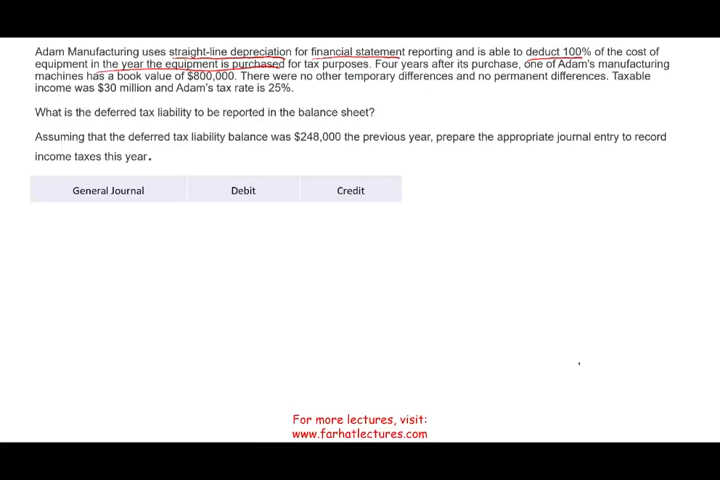 Adam Manufacturing uses straight-line depreciation for financial statement reporting and is able to deduct 100% of the cost of
equipment in the year the equipment is purchased for tax purposes. Four years after its purchase, one of Adam's manufacturing
machines has a book value of $800,000. There were no other temporary differences and no permanent differences. Taxable
income was $30 million and Adam's tax rate is 25%.
What is the deferred tax liability to be reported in the balance sheet?
Assuming that the deferred tax liability balance was $248,000 the previous year, prepare the appropriate journal entry to record
income taxes this year.
General Journal Debit Credit
For more lectures, visit:
www.farhatlectures.com